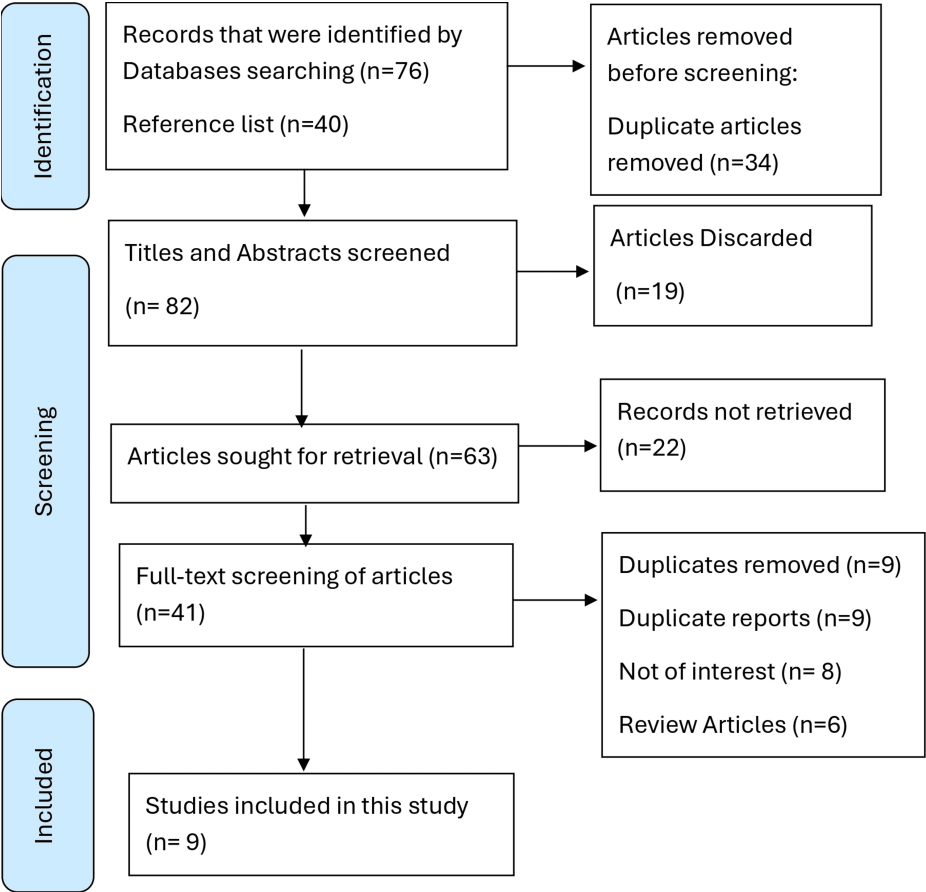 Identification
Records that were identified by
Databases searching (n=76)
Reference list (n=40)
Articles removed
before screening:
Duplicate articles
removed (n=34)
Screening
Titles and Abstracts screened
(n= 82)
Articles Discarded
(n=19)
Articles sought for retrieval (n=63)
Records not retrieved
(n=22)
Full-text screening of articles
(n=41)
Duplicates removed (n=9)
Duplicate reports (n=9)
Not of interest (n= 8)
Review Articles (n=6)
Included
Studies included in this study
(n= 9)